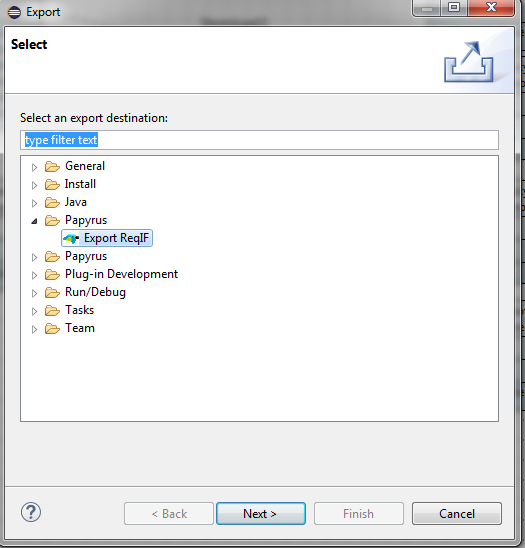 Export
Select
Select an export destination:
type filter text
General
Install
Java
Papyrus
Export ReqIF
Papyrus
Plug-in Development
Run/Debug
Tasks
Team
?
< Back
Next >
Finish
Cancel